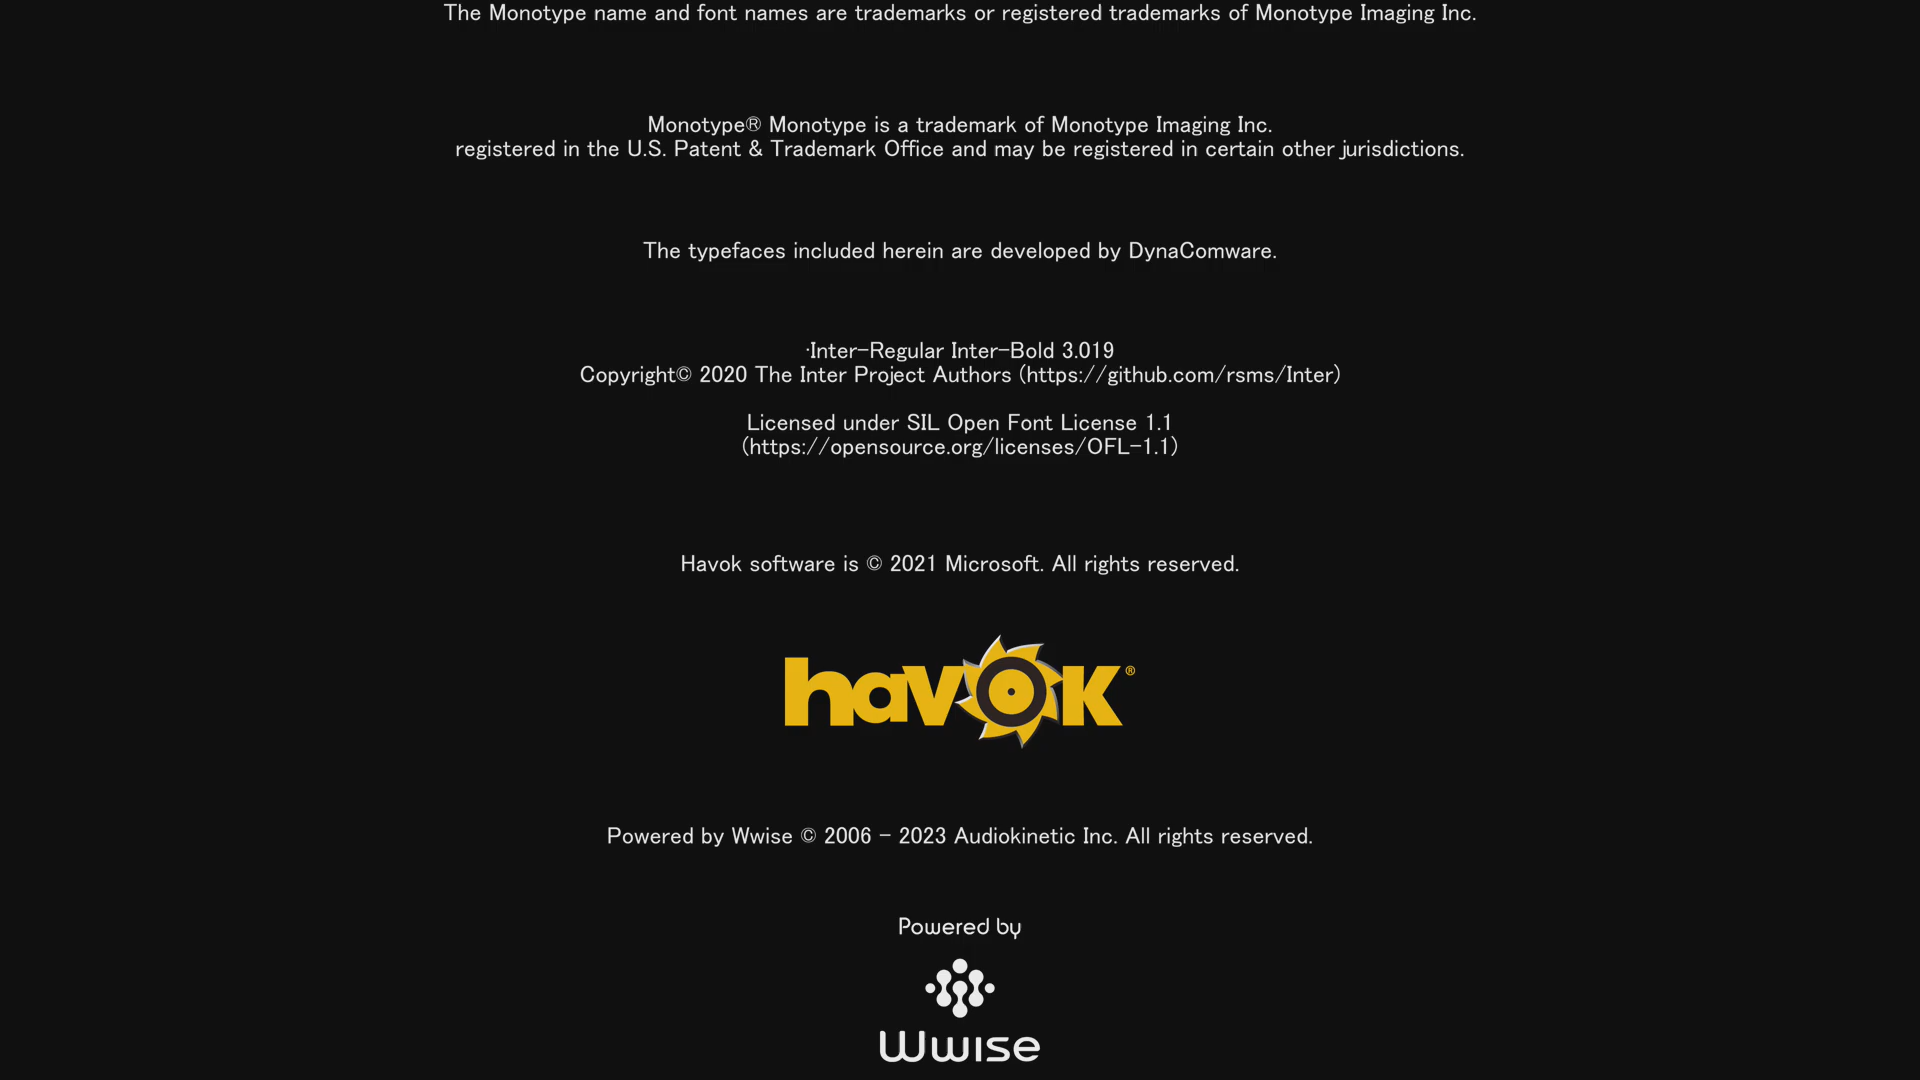 The Monotype name and font names are trademarks or registered trademarks of Monotype Imaging Inc.
Monotype® Monotype is a trademark of Monotype Imaging Inc.
registered in the U.S. Patent & Trademark Office and may be registered in certain other jurisdictions.
The typefaces included herein are developed by DynaComware.
·Inter-Regular Inter-Bold 3.019
Copyright© 2020 The Inter Project Authors (https://github.com/rsms/Inter)
Licensed under SIL Open Font License 1.1
(https://opensource.org/licenses/OFL-1.1)
Havok software is © 2021 Microsoft. All rights reserved.
havok®
Powered by Wwise © 2006 - 2023 Audiokinetic Inc. All rights reserved.
Powered by
Wwise